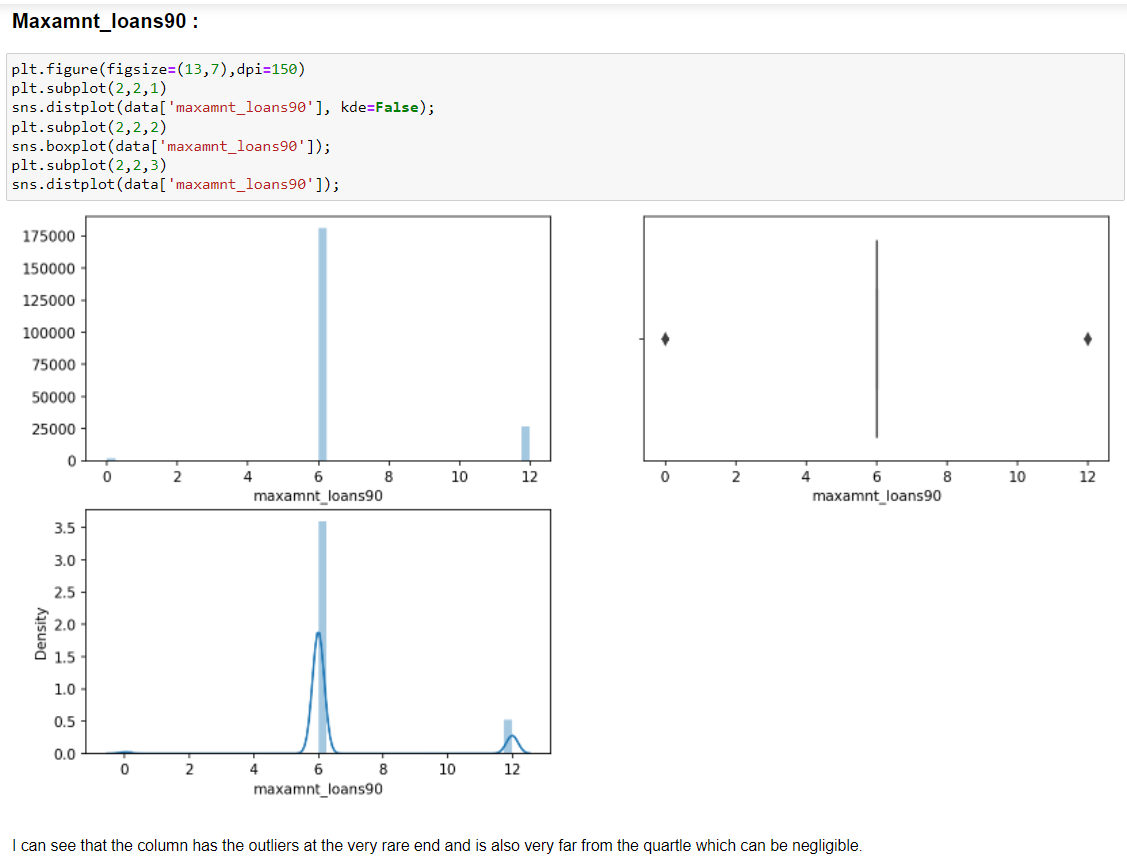 Maxamnt_loans90 :
plt.figure(figsize=(13,7),dpi=150)
plt.subplot(2,2,1)
sns.distplot(data['maxamnt_loans90'], kde=False);
plt.subplot(2,2,2)
sns.boxplot(data['maxamnt_loans90']);
plt.subplot(2,2,3)
sns.distplot(data['maxamnt_loans90']);
175000
150000
125000
100000
75000
50000
25000
0
0 2 4 6 8 10 12
maxamnt_loans90
0 2 4 6 8 10 12
maxamnt_loans90
3.5
3.0
2.5
2.0
1.5
1.0
0.5
0.0
Density
0 2 4 6 8 10 12
maxamnt_loans90
I can see that the column has the outliers at the very rare end and is also very far from the quartle which can be negligible.